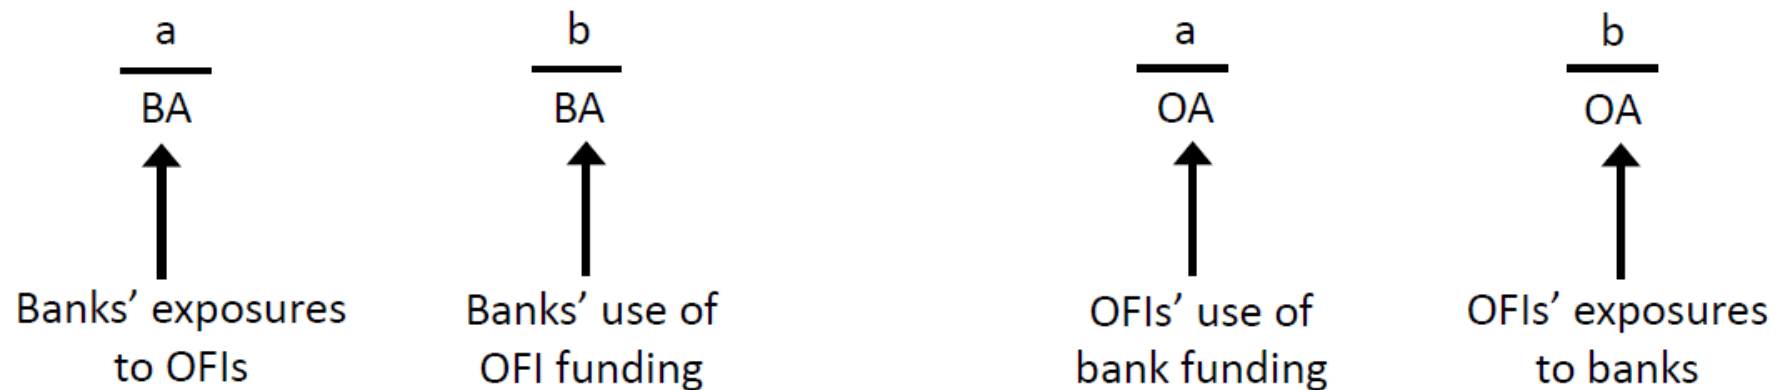 a
BA
Banks’ exposures
to OFIs
b
BA
Banks’ use of
OFI funding
a
OA
OFIs’ use of
bank funding
b
OA
OFIs’ exposures
to banks